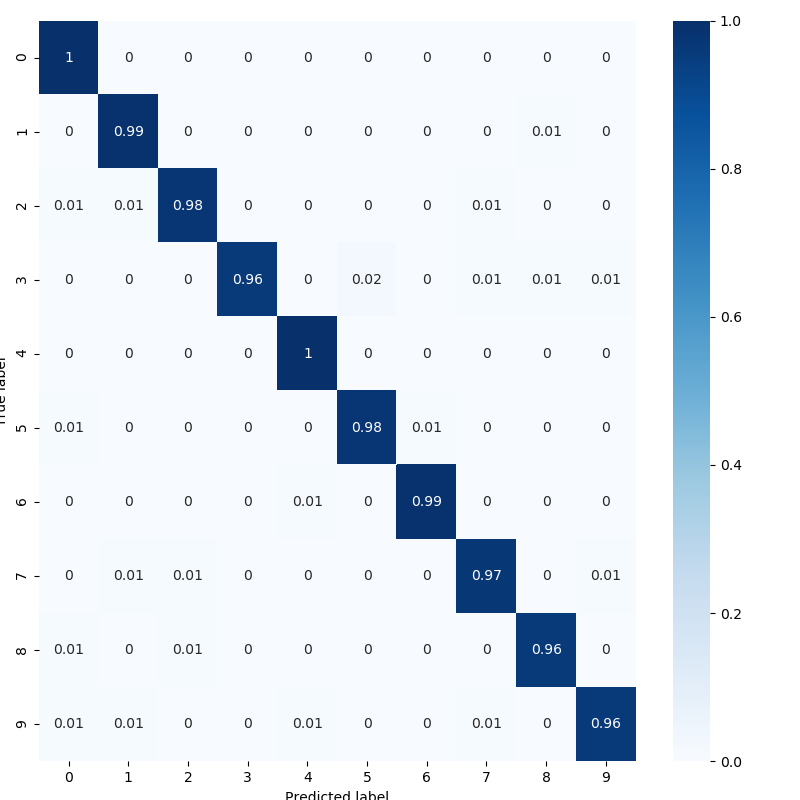 0 1 0 0 0 0 0 0 0 0 0 1.0
1 0 0.99 0 0 0 0 0 0 0.01 0
0.8
2 0.01 0.01 0.98 0 0 0 0 0.01 0 0
3 0 0 0 0.96 0 0.02 0 0.01 0.01 0.01
0.6
4 0 0 0 0 1 0 0 0 0 0
True label
5 0.01 0 0 0 0 0.98 0.01 0 0 0
0.4
6 0 0 0 0 0.01 0 0.99 0 0 0
7 0 0.01 0.01 0 0 0 0 0.97 0 0.01
0.2
8 0.01 0 0.01 0 0 0 0 0 0.96 0
9 0.01 0.01 0 0 0.01 0 0 0.01 0 0.96
0.0
0 1 2 3 4 5 6 7 8 9
Predicted label